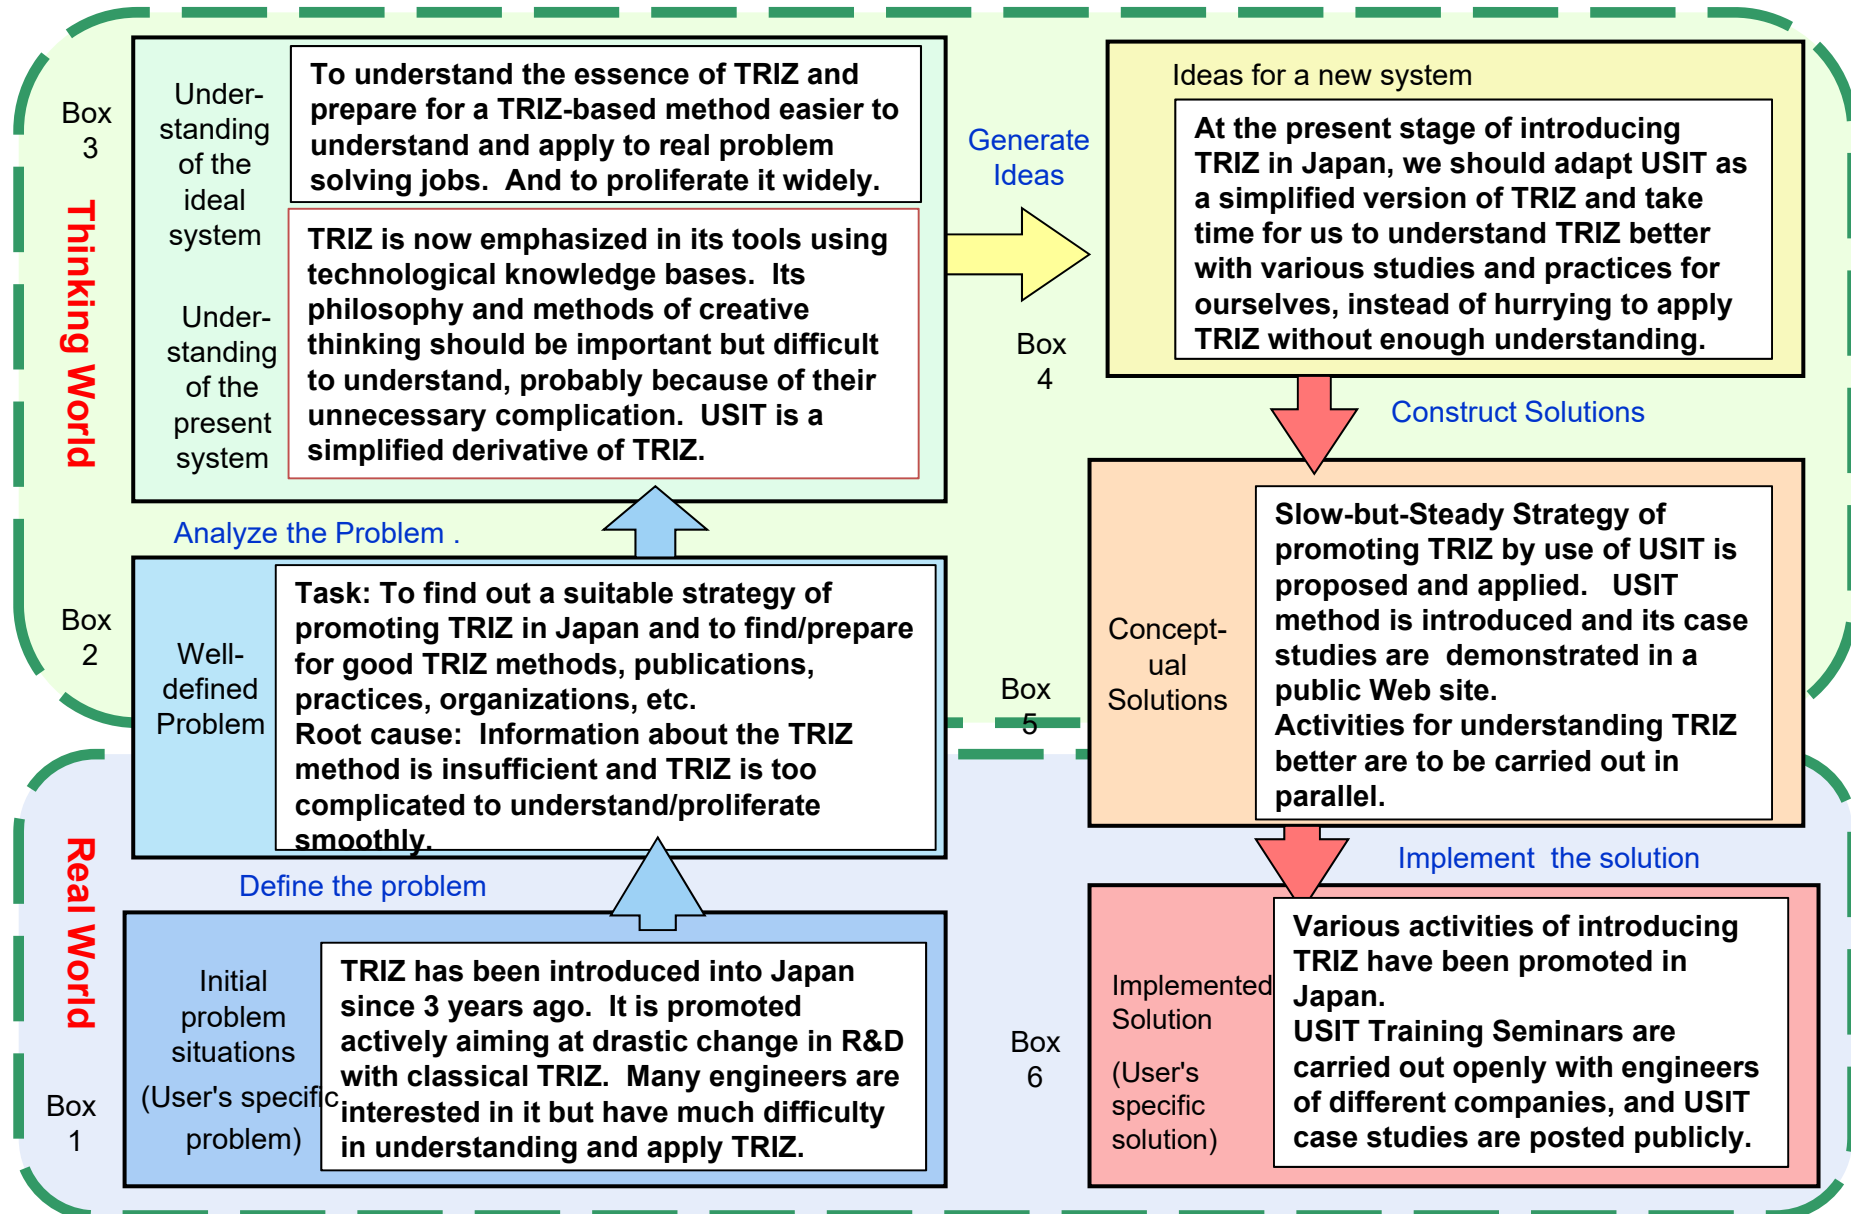 Box
3
Under-
standing
of the
ideal
system
To understand the essence of TRIZ and
prepare for a TRIZ-based method easier to
understand and apply to real problem
solving jobs.  And to proliferate it widely.
Under-
standing
of the
present
system
TRIZ is now emphasized in its tools using
technological knowledge bases.  Its
philosophy and methods of creative
thinking should be important but difficult
to understand, probably because of their
unnecessary complication.  USIT is a
simplified derivative of TRIZ.
Thinking World
Generate
Ideas
Box
4
Ideas for a new system
At the present stage of introducing
TRIZ in Japan, we should adapt USIT as
a simplified version of TRIZ and take
time for us to understand TRIZ better
with various studies and practices for
ourselves, instead of hurrying to apply
TRIZ without enough understanding.
Construct Solutions
Analyze the Problem .
Box
2
Well-
defined
Problem
Task: To find out a suitable strategy of
promoting TRIZ in Japan and to find/prepare
for good TRIZ methods, publications,
practices, organizations, etc.
Root cause:  Information about the TRIZ
method is insufficient and TRIZ is too
complicated to understand/proliferate
smoothly.
Box
5
Concept-
ual
Solutions
Slow-but-Steady Strategy of
promoting TRIZ by use of USIT is
proposed and applied.   USIT
method is introduced and its case
studies are  demonstrated in a
public Web site.
Activities for understanding TRIZ
better are to be carried out in
parallel.
Real World
Define the problem
Implement  the solution
Box
1
Initial
problem
situations
(User's specific
problem)
TRIZ has been introduced into Japan
since 3 years ago.  It is promoted
actively aiming at drastic change in R&D
with classical TRIZ.  Many engineers are
interested in it but have much difficulty
in understanding and apply TRIZ.
Box
6
Implemented
Solution
(User's
specific
solution)
Various activities of introducing
TRIZ have been promoted in
Japan.
USIT Training Seminars are
carried out openly with engineers
of different companies, and USIT
case studies are posted publicly.